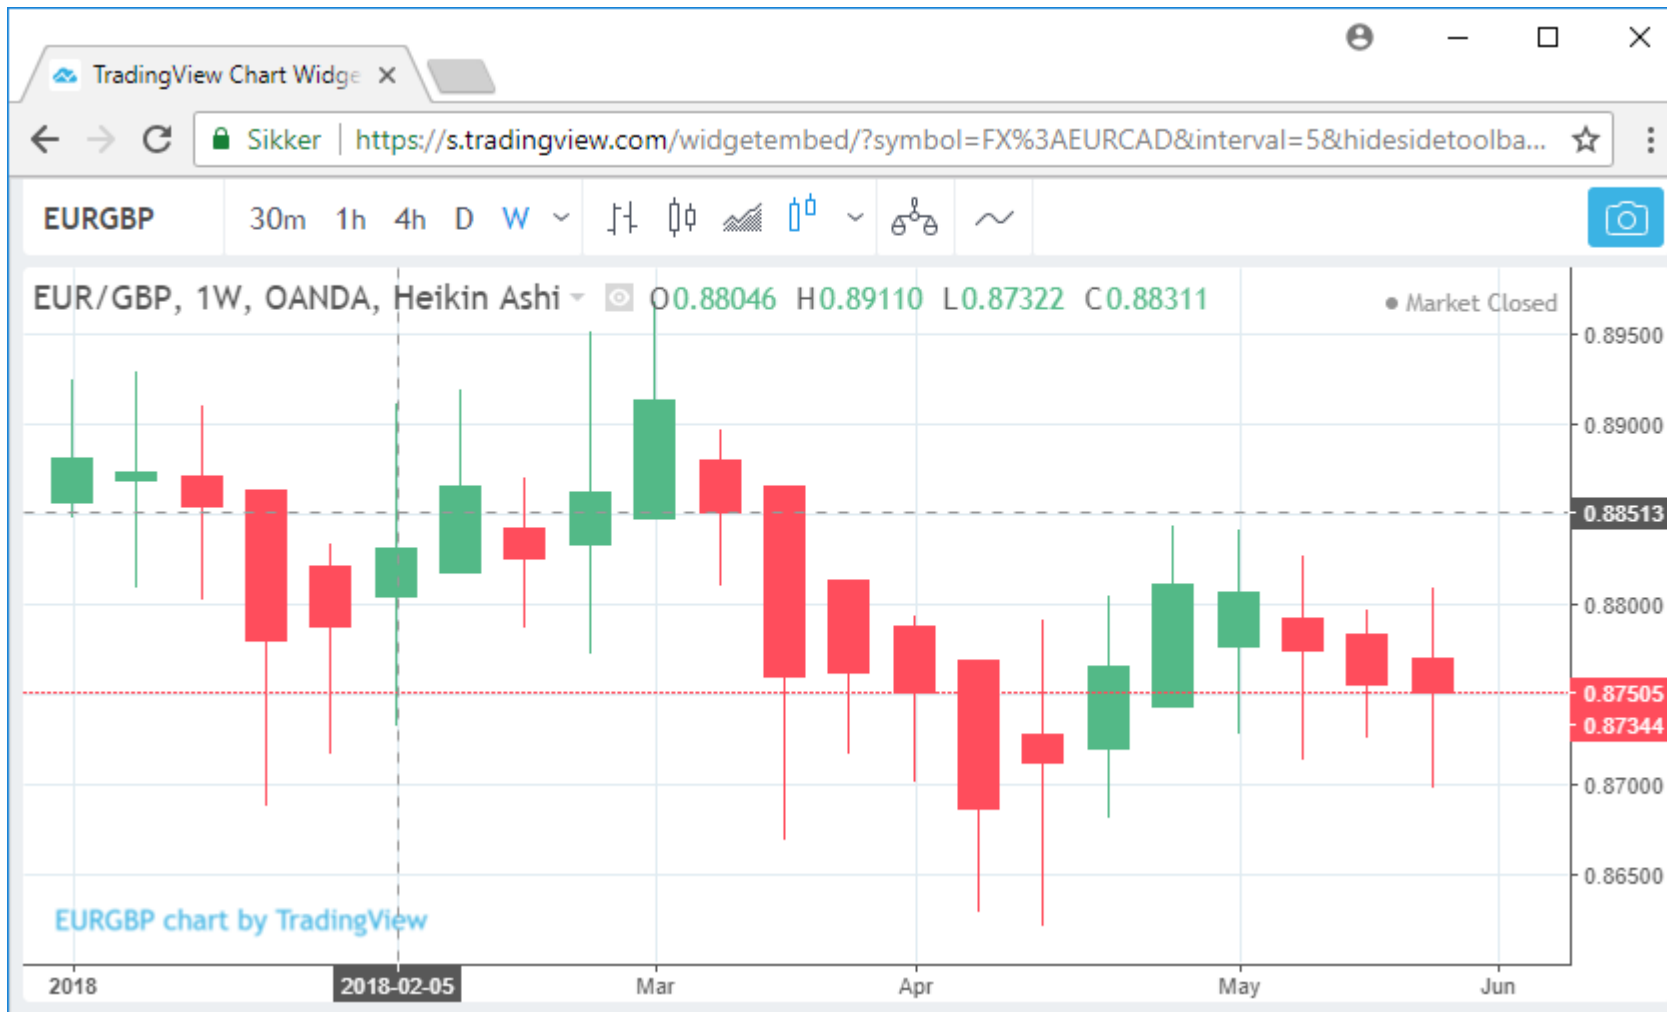 TradingView Chart Widge
Sikker https://s.tradingview.com/widgetembed/?symbol=FX%3AEURCAD&interval=5&hidesidetoolba...
EURGBP 30m 1h 4h D W
EUR/GBP, 1W, OANDA, Heikin Ashi O0.88046 H0.89110 L0.87322 C0.88311 Market Closed
0.89500
0.89000
0.88513
0.88000
0.87505
0.87344
0.87000
0.86500
EURGBP chart by TradingView
2018 2018-02-05 Mar Apr May Jun